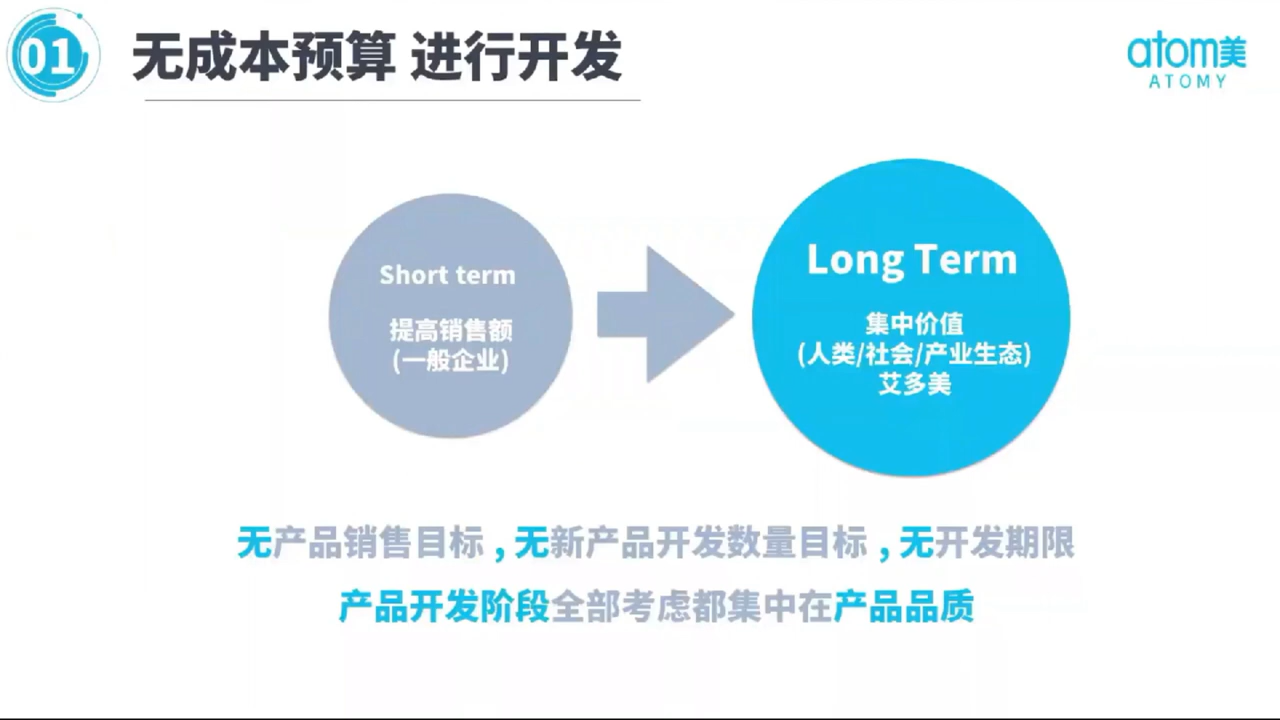 01
无成本预算 进行开发
atom美
ATOMY
Short term
提高销售额
(一般企业)
Long Term
集中价值
(人类/社会/产业生态)
艾多美
无产品销售目标 , 无新产品开发数量目标 , 无开发期限
产品开发阶段全部考虑都集中在产品品质